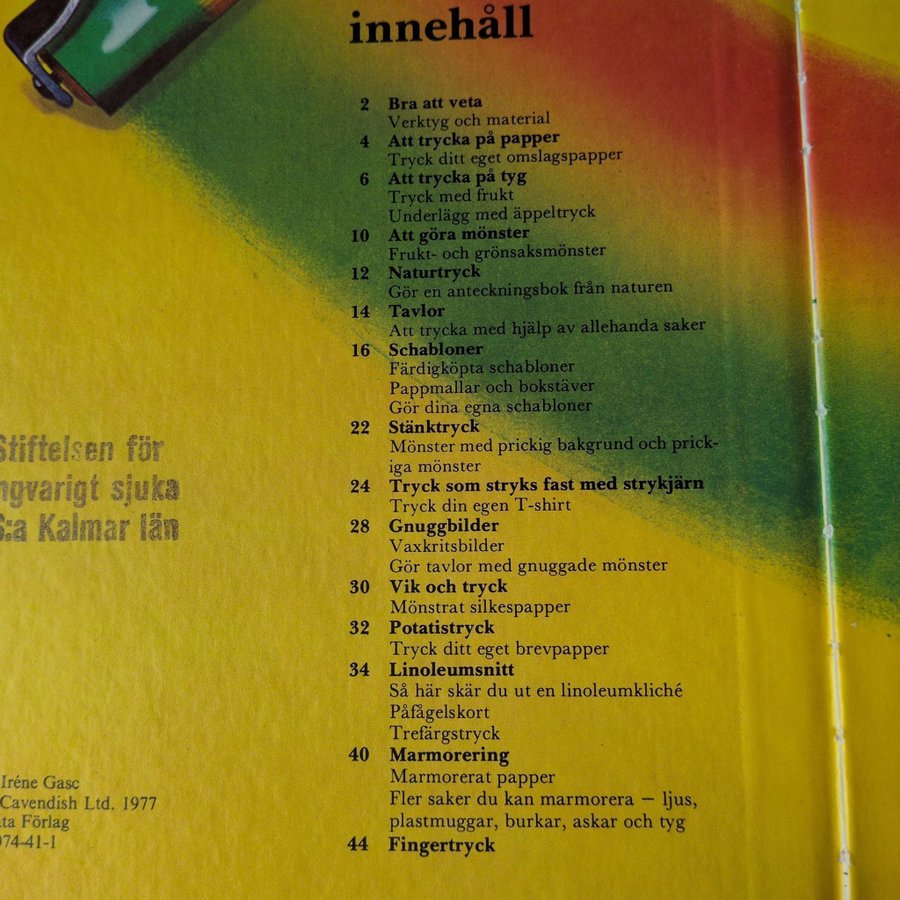 innehåll
2 Bra att veta
Verktyg och material
4 Att trycka på papper
Tryck ditt eget omslagspapper
6 Att trycka på tyg
Tryck med frukt
Underlägg med äppeltryck
10 Att göra mönster
Frukt- och grönsaksmönster
12 Naturtryck
Gör en anteckningsbok från naturen
14 Tavlor
Att trycka med hjälp av allehanda saker
16 Schabloner
Färdigköpta schabloner
Pappmallar och bokstäver
Gör dina egna schabloner
22 Stänktryck
Mönster med prickig bakgrund och prick-
iga mönster
24 Tryck som stryks fast med strykjärn
Tryck din egen T-shirt
28 Gnuggbilder
Vaxkritsbilder
Gör tavlor med gnuggade mönster
30 Vik och tryck
Mönstrat silkespapper
32 Potatistryck
Tryck ditt eget brevpapper
34 Linoleumsnitt
Så här skär du ut en linoleumkliché
Påfågelskort
Trefärgstryck
40 Marmorering
Marmorerat papper
Fler saker du kan marmorera – ljus,
plastmuggar, burkar, askar och tyg
44 Fingertryck
Stiftelsen för
ngvarigt sjuka
S:a Kalmar län
Iréne Gasc
Cavendish Ltd. 1977
ta Förlag
074-41-1